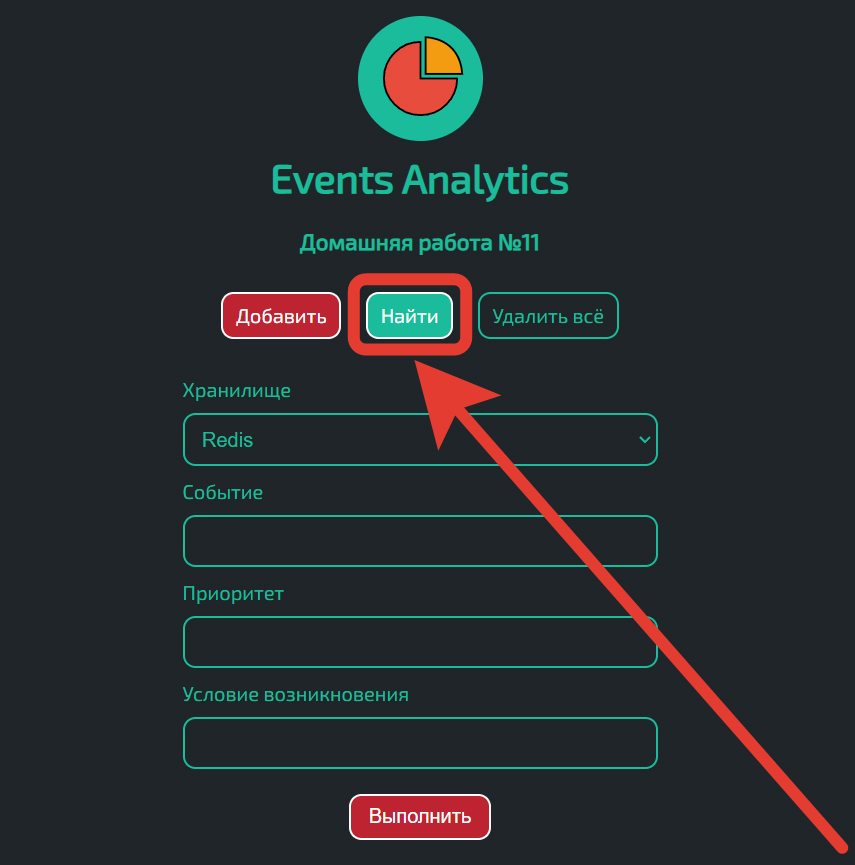 Events Analytics
Домашняя работа №11
Добавить Найти Удалить всё
Хранилище
Redis
Событие
Приоритет
Условие возникновения
Выполнить